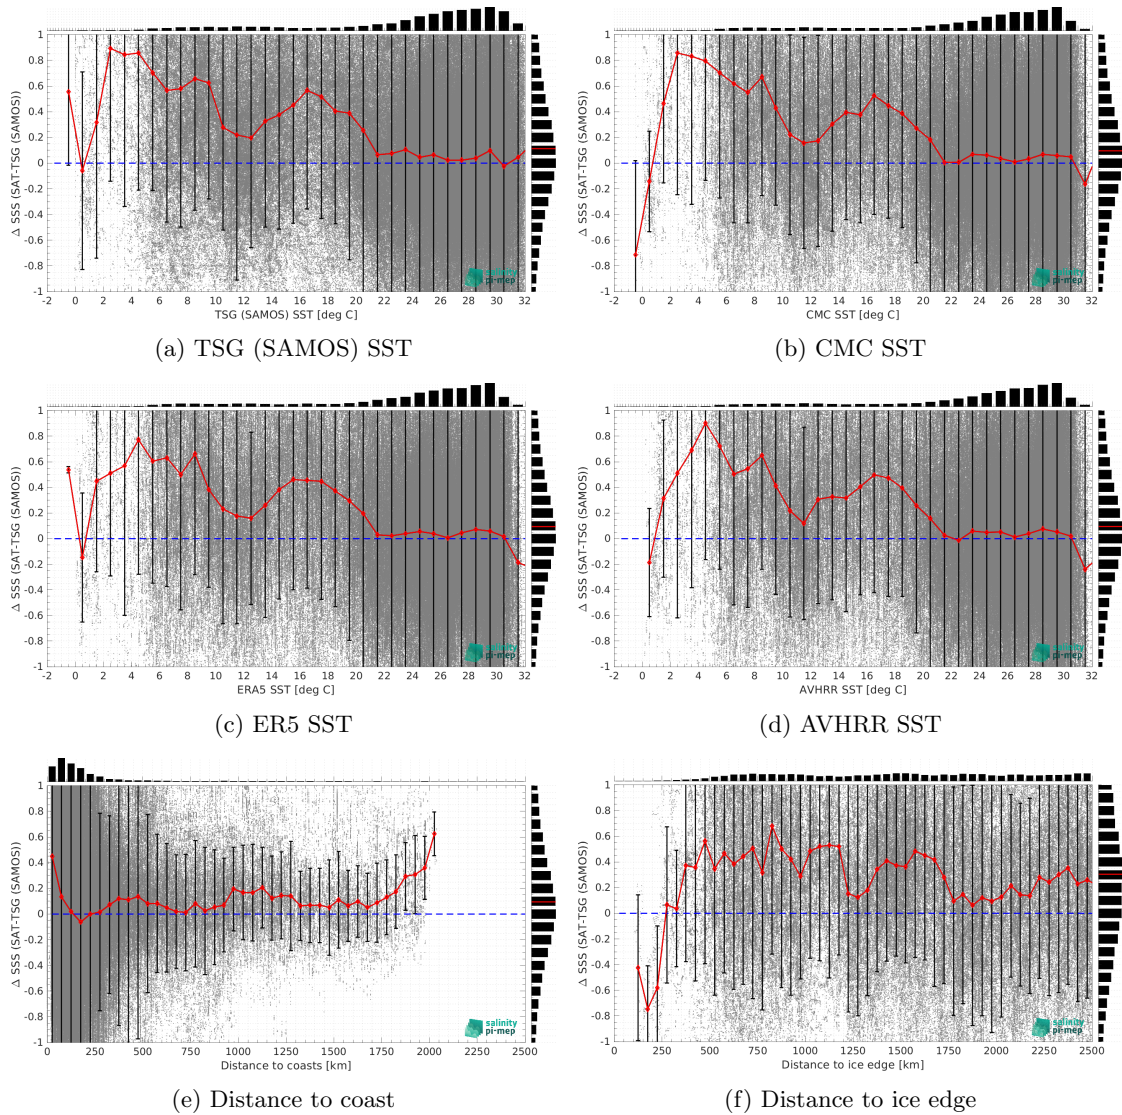 1
0.8
0.6
0.4
0.2
0
-0.2
-0.4
-0.6
-0.8
-1
Δ SSS (SAT-TSG (SAMOS))
-2 0 2 4 6 8 10 12 14 16 18 20 22 24 26 28 30 32
TSG (SAMOS) SST [deg C]
salinity
pi-mep
(a) TSG (SAMOS) SST
1
0.8
0.6
0.4
0.2
0
-0.2
-0.4
-0.6
-0.8
-1
Δ SSS (SAT-TSG (SAMOS))
-2 0 2 4 6 8 10 12 14 16 18 20 22 24 26 28 30 32
CMC SST [deg C]
salinity
pi-mep
(b) CMC SST
1
0.8
0.6
0.4
0.2
0
-0.2
-0.4
-0.6
-0.8
-1
Δ SSS (SAT-TSG (SAMOS))
-2 0 2 4 6 8 10 12 14 16 18 20 22 24 26 28 30 32
ERA5 SST [deg C]
salinity
pi-mep
(c) ER5 SST
1
0.8
0.6
0.4
0.2
0
-0.2
-0.4
-0.6
-0.8
-1
Δ SSS (SAT-TSG (SAMOS))
-2 0 2 4 6 8 10 12 14 16 18 20 22 24 26 28 30 32
AVHRR SST [deg C]
salinity
pi-mep
(d) AVHRR SST
1
0.8
0.6
0.4
0.2
0
-0.2
-0.4
-0.6
-0.8
-1
Δ SSS (SAT-TSG (SAMOS))
0 250 500 750 1000 1250 1500 1750 2000 2250 2500
Distance to coasts [km]
salinity
pi-mep
(e) Distance to coast
1
0.8
0.6
0.4
0.2
0
-0.2
-0.4
-0.6
-0.8
-1
Δ SSS (SAT-TSG (SAMOS))
0 250 500 750 1000 1250 1500 1750 2000 2250 2500
Distance to ice edge [km]
salinity
pi-mep
(f) Distance to ice edge